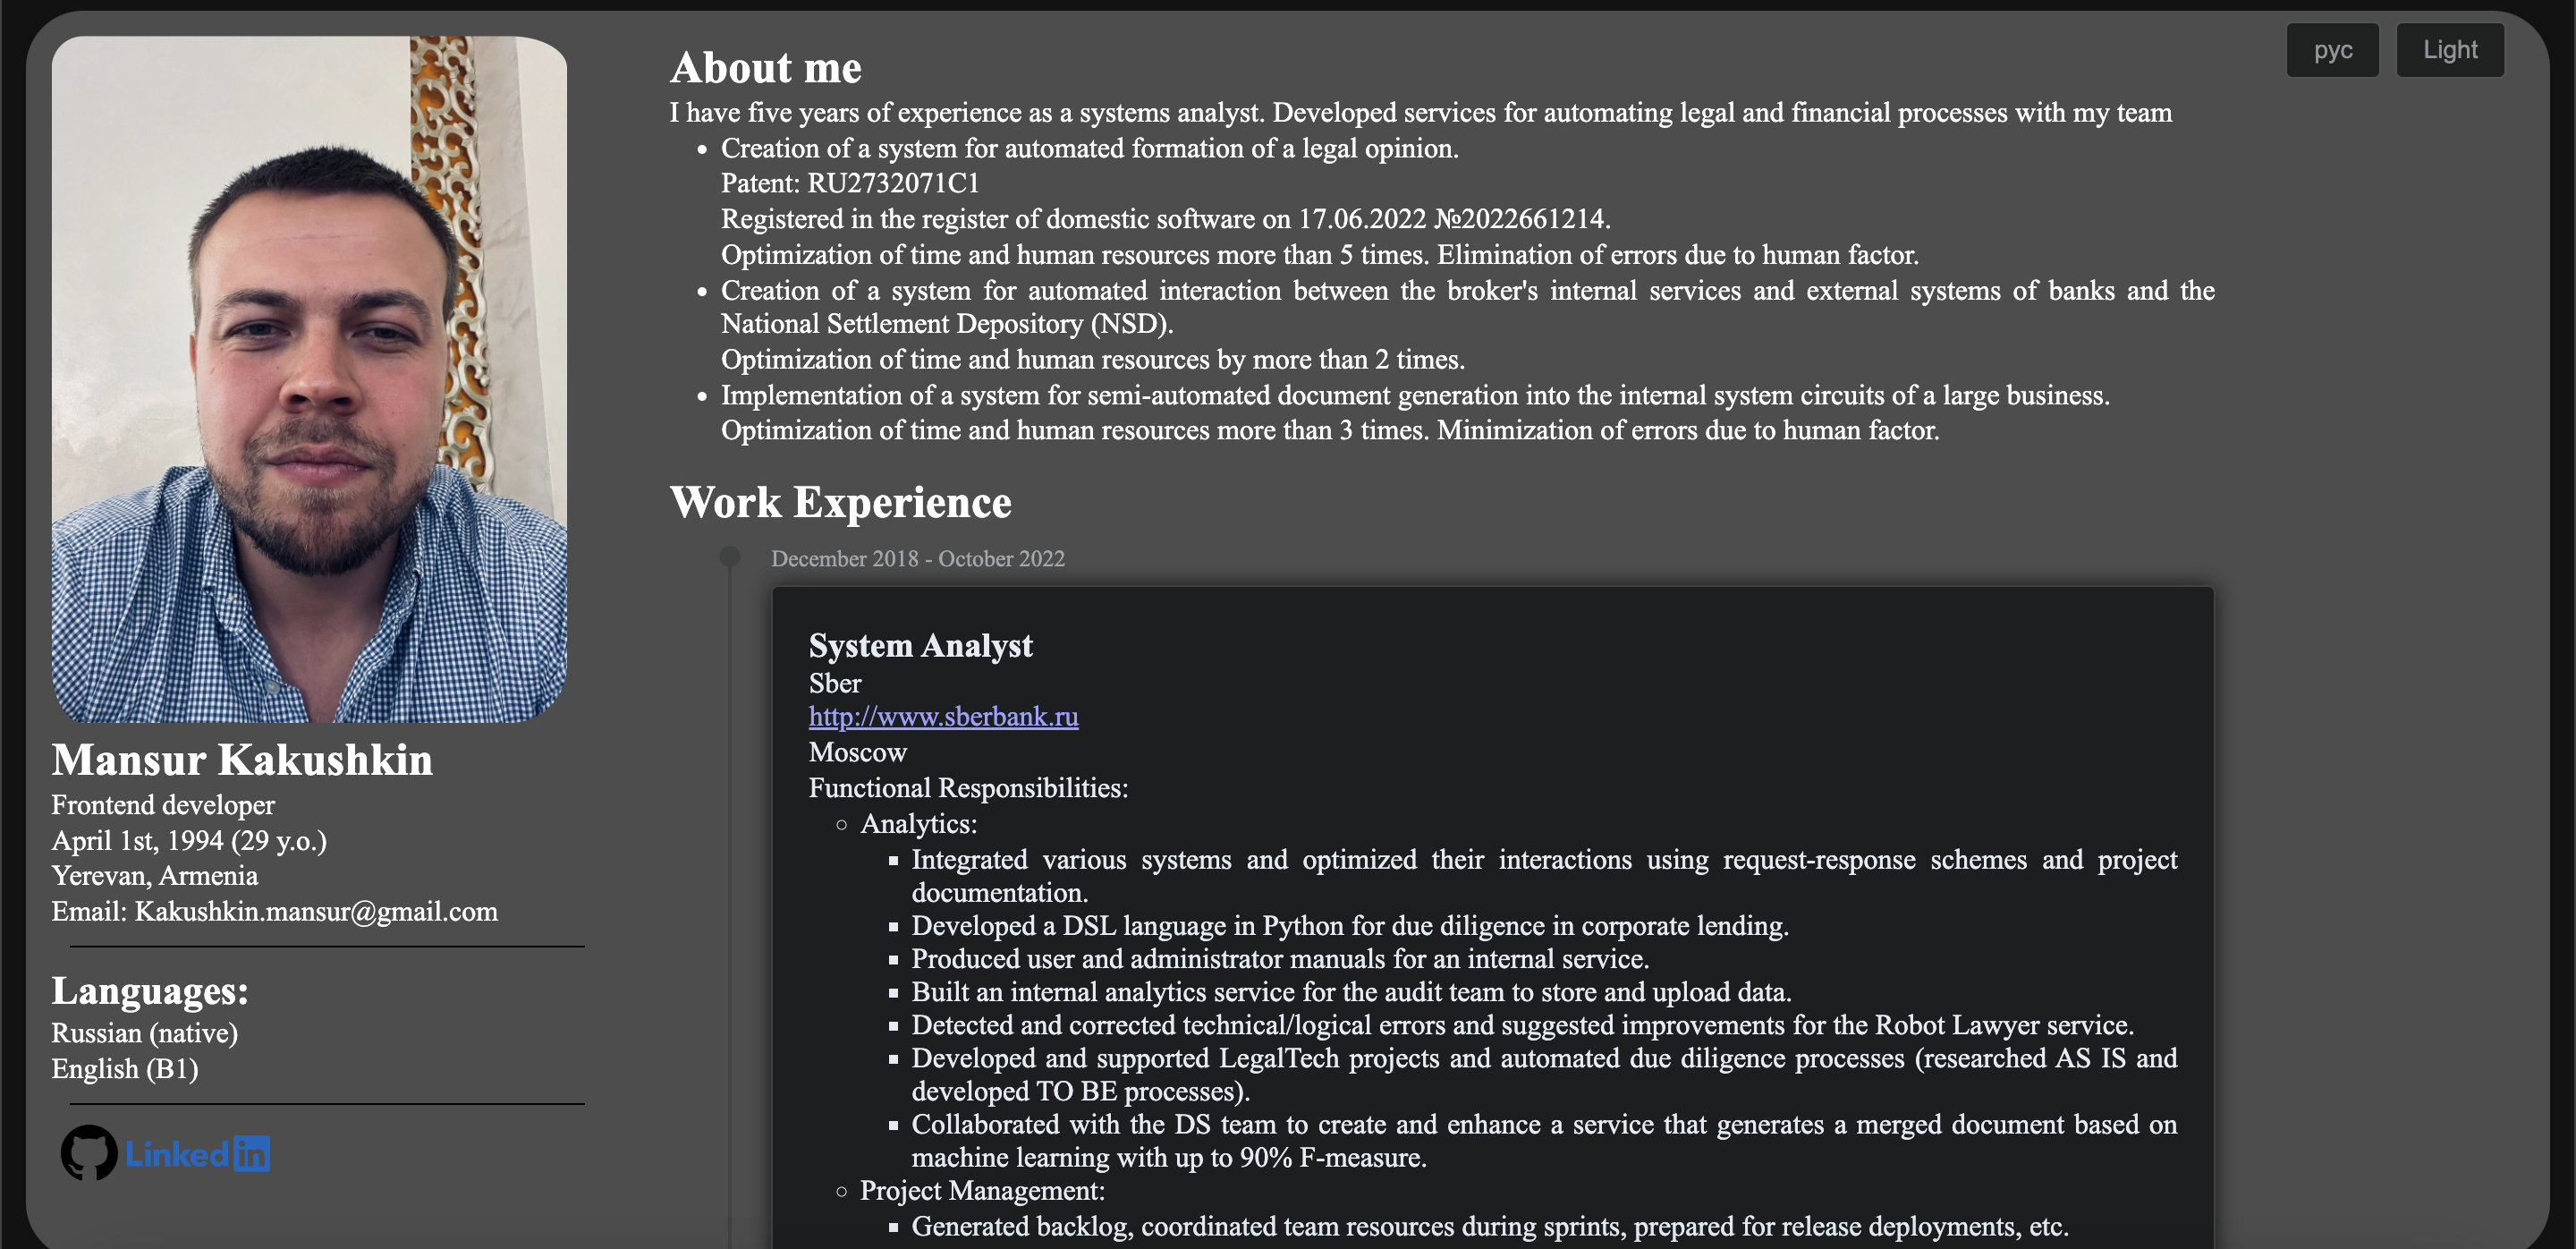 рус
Light
Mansur Kakushkin
Frontend developer
April 1st, 1994 (29 y.o.)
Yerevan, Armenia
Email: Kakushkin.mansur@gmail.com
Languages:
Russian (native)
English (B1)
Linked in
About me
I have five years of experience as a systems analyst. Developed services for automating legal and financial processes with my team
Creation of a system for automated formation of a legal opinion.
Patent: RU2732071C1
Registered in the register of domestic software on 17.06.2022 №2022661214.
Optimization of time and human resources more than 5 times. Elimination of errors due to human factor.
Creation of a system for automated interaction between the broker's internal services and external systems of banks and the
National Settlement Depository (NSD).
Optimization of time and human resources by more than 2 times.
Implementation of a system for semi-automated document generation into the internal system circuits of a large business.
Optimization of time and human resources more than 3 times. Minimization of errors due to human factor.
Work Experience
December 2018 - October 2022
System Analyst
Sber
http://www.sberbank.ru
Moscow
Functional Responsibilities:
Analytics:
Integrated various systems and optimized their interactions using request-response schemes and project
documentation.
Developed a DSL language in Python for due diligence in corporate lending.
Produced user and administrator manuals for an internal service.
Built an internal analytics service for the audit team to store and upload data.
Detected and corrected technical/logical errors and suggested improvements for the Robot Lawyer service.
Developed and supported LegalTech projects and automated due diligence processes (researched AS IS and
developed TO BE processes).
Collaborated with the DS team to create and enhance a service that generates a merged document based on
machine learning with up to 90% F-measure.
Project Management:
Generated backlog, coordinated team resources during sprints, prepared for release deployments, etc.